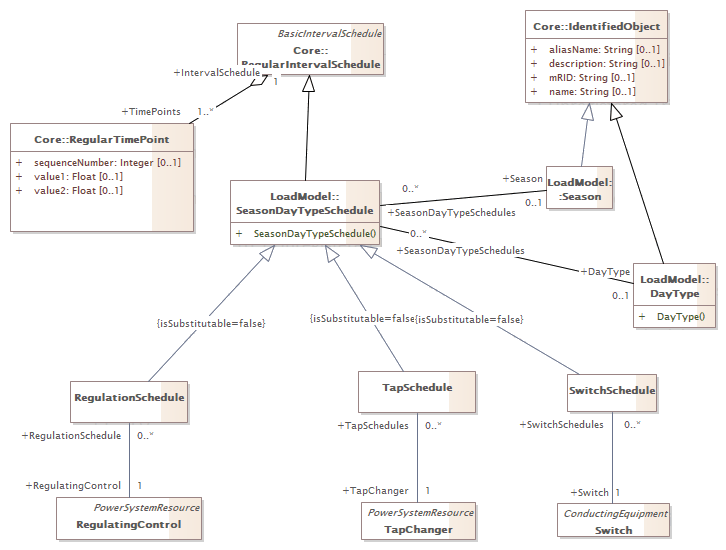 BasicIntervalSchedule
Core::
RegularIntervalSchedule
+IntervalSchedule
1
+TimePoints 1..*
Core::RegularTimePoint
+ sequenceNumber: Integer [0..1]
+ value1: Float [0..1]
+ value2: Float [0..1]
Core::IdentifiedObject
+ aliasName: String [0..1]
+ description: String [0..1]
+ mRID: String [0..1]
+ name: String [0..1]
LoadModel::
SeasonDayTypeSchedule
+ SeasonDayTypeSchedule()
0..*
+SeasonDayTypeSchedules
+Season
0..1
LoadModel:
:Season
0..*
+SeasonDayTypeSchedules
+DayType
0..1
LoadModel::
DayType
+ DayType()
{isSubstitutable=false}
{isSubstitutable=false
{isSubstitutable=false}
RegulationSchedule
+RegulationSchedule 0..*
+RegulatingControl 1
PowerSystemResource
RegulatingControl
TapSchedule
+TapSchedules 0..*
+TapChanger 1
PowerSystemResource
TapChanger
SwitchSchedule
+SwitchSchedules 0..*
+Switch 1
ConductingEquipment
Switch